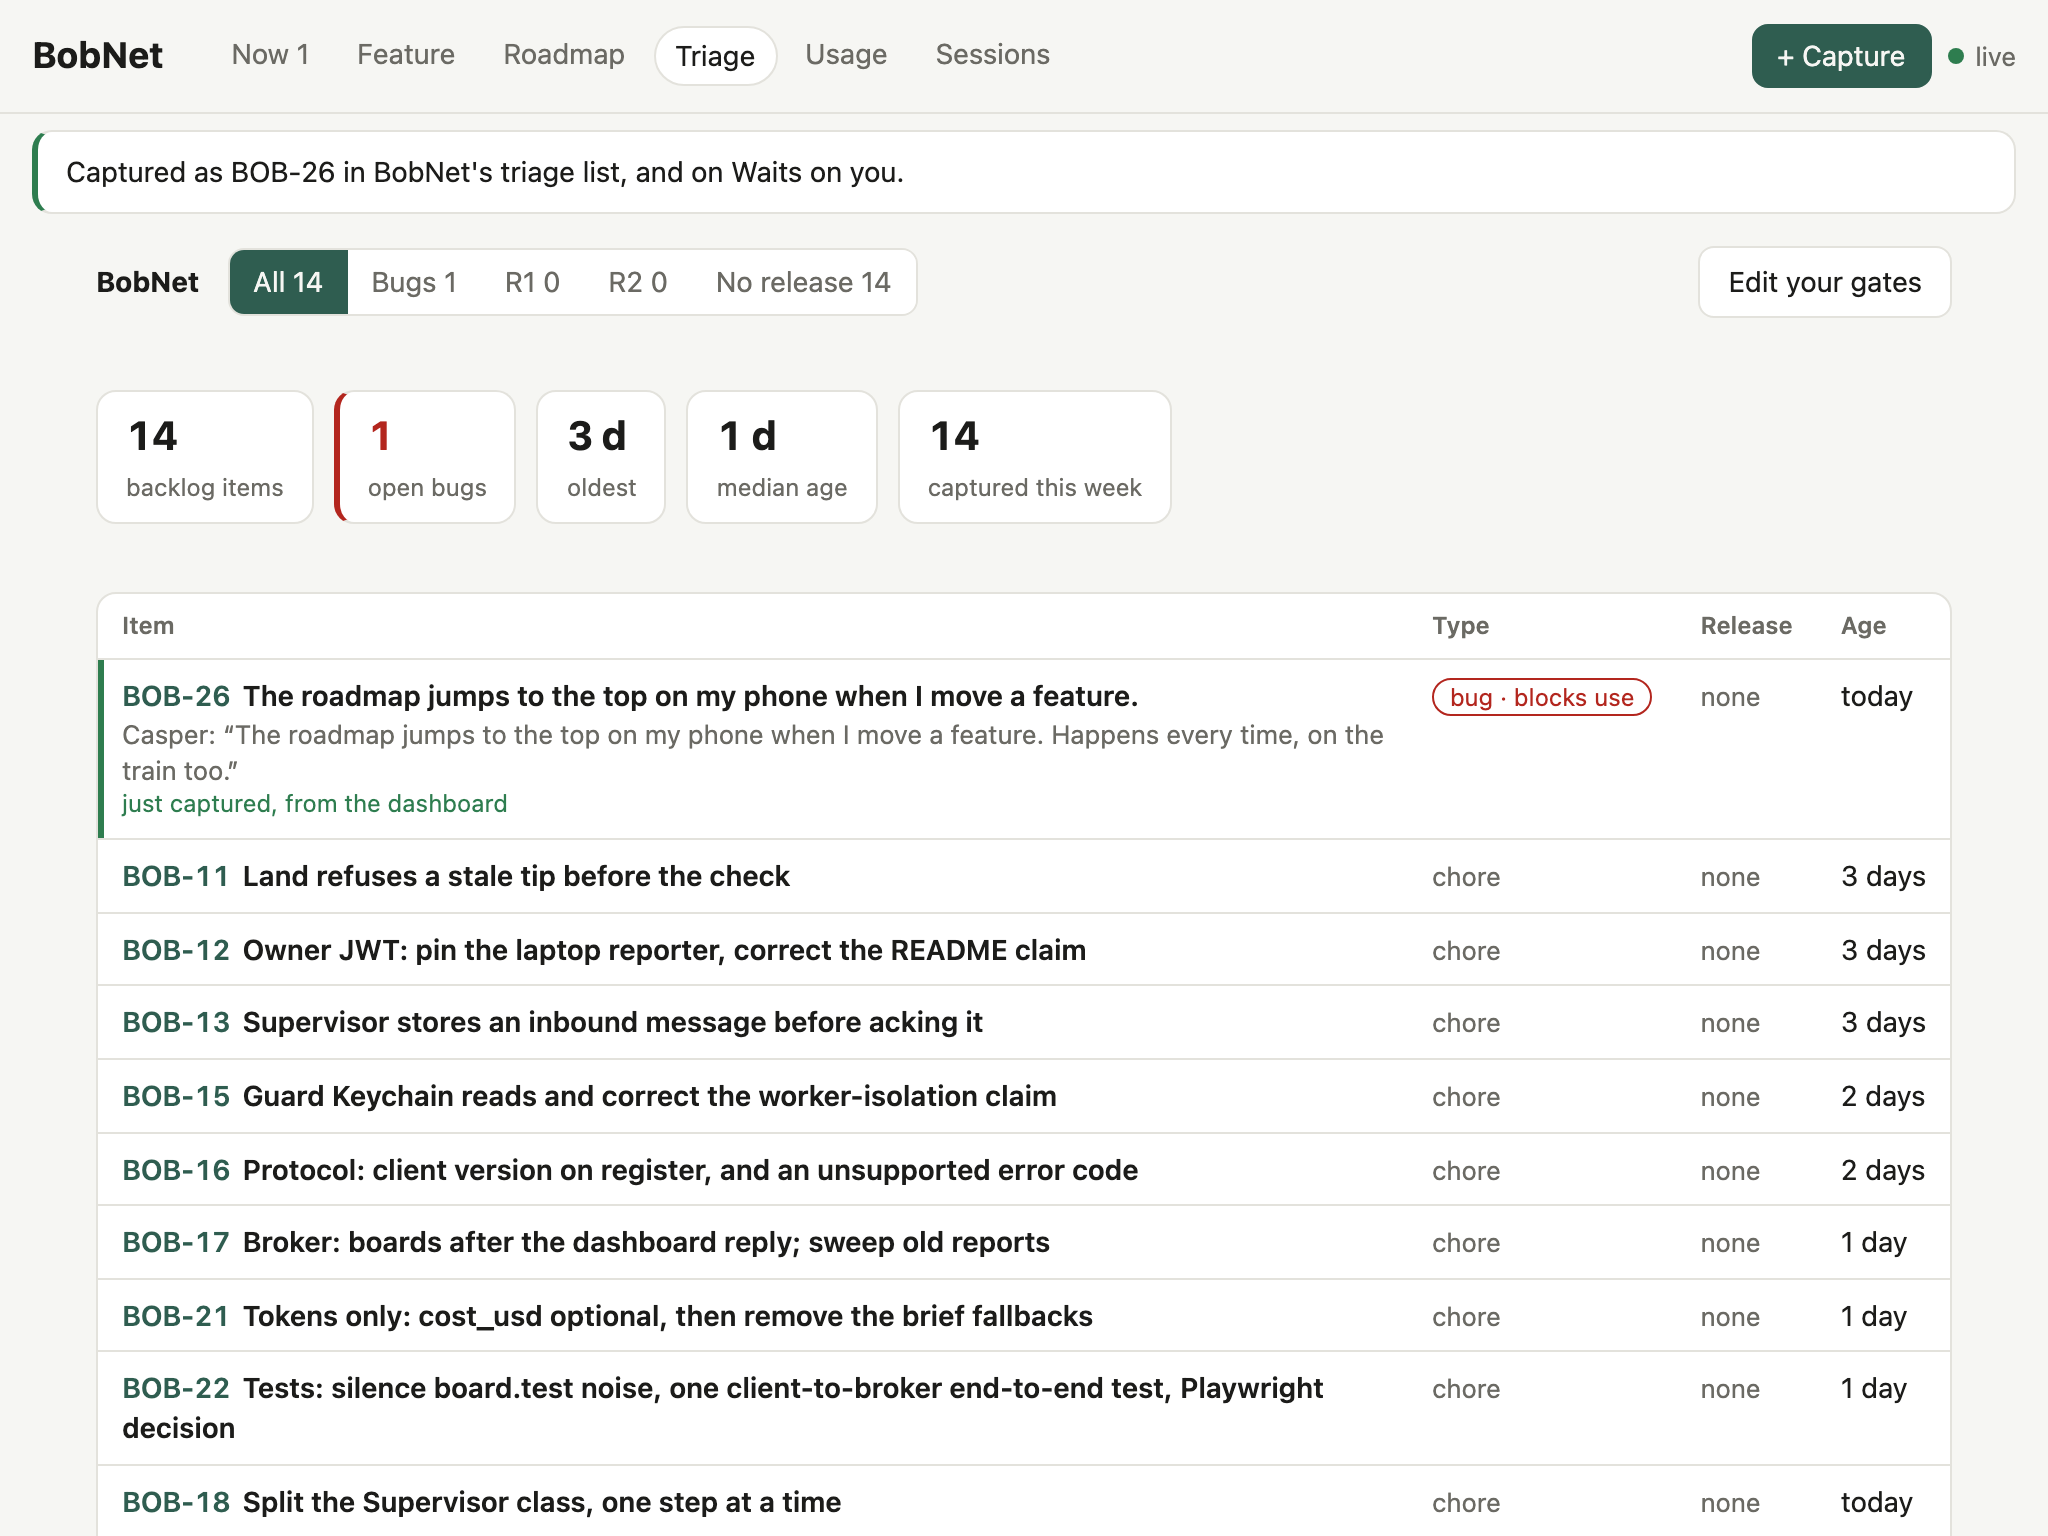 BobNet Now 1 Feature Roadmap Triage Usage Sessions + Capture live
Captured as BOB-26 in BobNet's triage list, and on Waits on you.
BobNet All 14 Bugs 1 R1 0 R2 0 No release 14 Edit your gates
14 1 3 d 1 d 14
backlog items open bugs oldest median age captured this week
Item Type Release Age
BOB-26 The roadmap jumps to the top on my phone when I move a feature. bug · blocks use none today
Casper: “The roadmap jumps to the top on my phone when I move a feature. Happens every time, on the
train too.”
just captured, from the dashboard
BOB-11 Land refuses a stale tip before the check chore none 3 days
BOB-12 Owner JWT: pin the laptop reporter, correct the README claim chore none 3 days
BOB-13 Supervisor stores an inbound message before acking it chore none 3 days
BOB-15 Guard Keychain reads and correct the worker-isolation claim chore none 2 days
BOB-16 Protocol: client version on register, and an unsupported error code chore none 2 days
BOB-17 Broker: boards after the dashboard reply; sweep old reports chore none 1 day
BOB-21 Tokens only: cost_usd optional, then remove the brief fallbacks chore none 1 day
BOB-22 Tests: silence board.test noise, one client-to-broker end-to-end test, Playwright chore none 1 day
decision
BOB-18 Split the Supervisor class, one step at a time chore none today